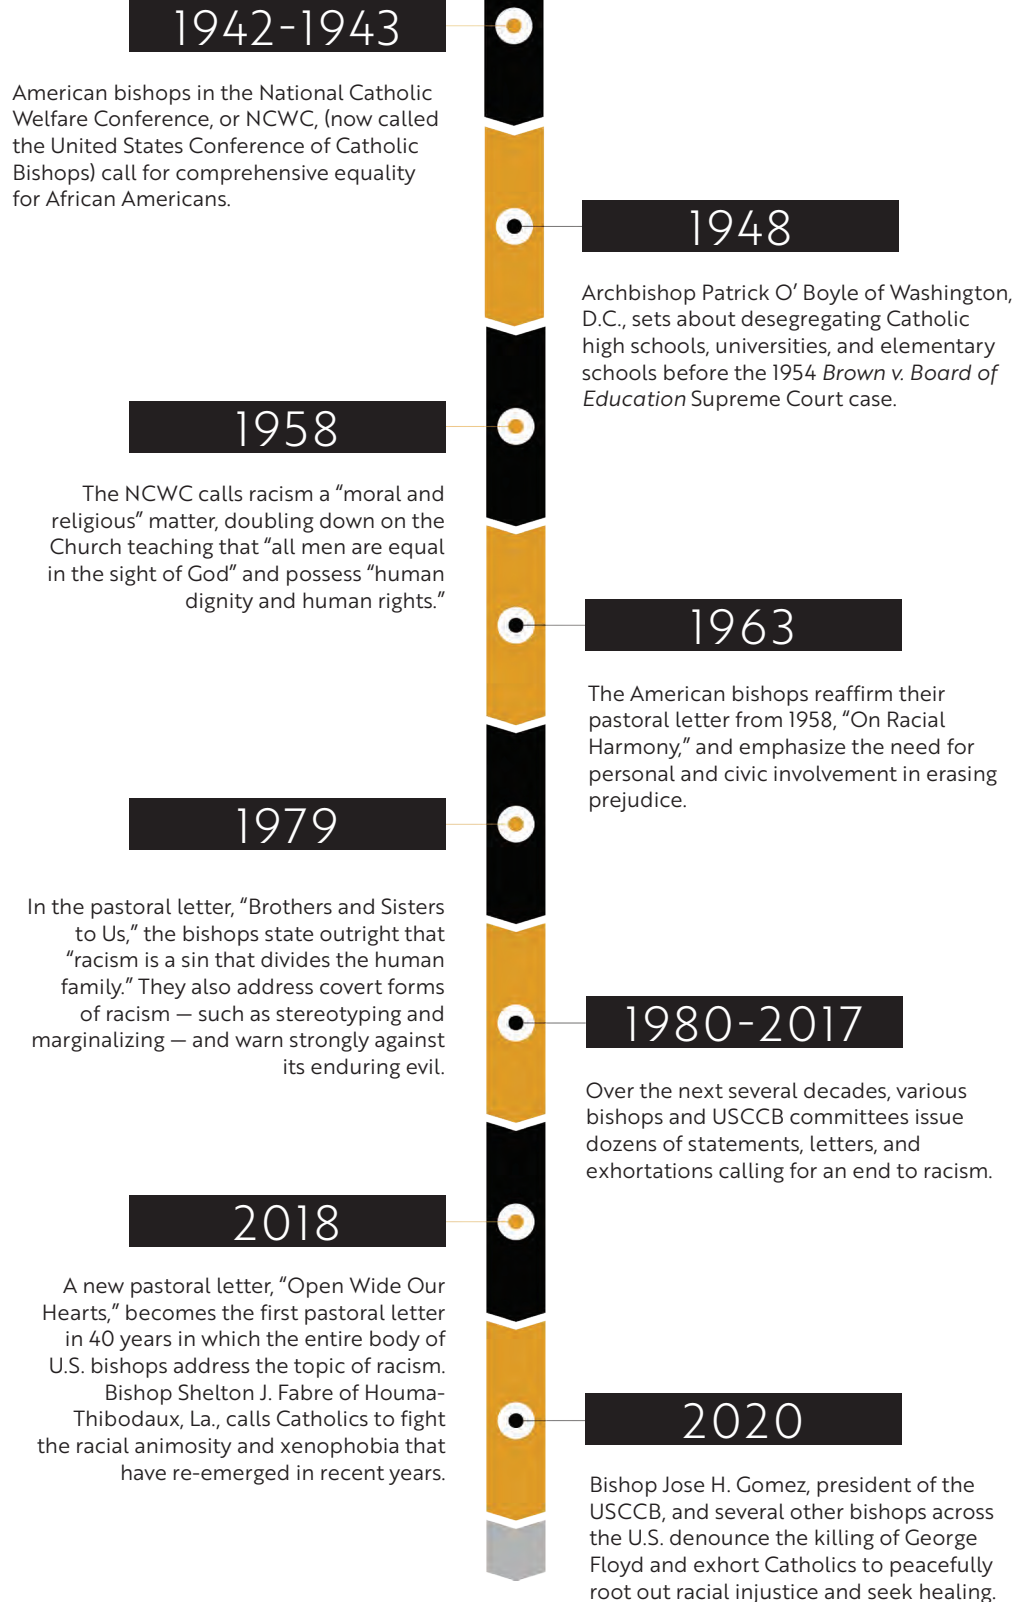 1942-1943
American bishops in the National Catholic
Welfare Conference, or NCWC, (now called
the United States Conference of Catholic
Bishops) call for comprehensive equality
for African Americans.
1948
Archbishop Patrick O’ Boyle of Washington,
D.C., sets about desegregating Catholic
high schools, universities, and elementary
schools before the 1954 Brown v. Board of
Education Supreme Court case.
1958
The NCWC calls racism a “moral and
religious” matter, doubling down on the
Church teaching that “all men are equal
in the sight of God” and possess “human
dignity and human rights.”
1963
The American bishops reaffirm their
pastoral letter from 1958, “On Racial
Harmony,” and emphasize the need for
personal and civic involvement in erasing
prejudice.
1979
In the pastoral letter, “Brothers and Sisters
to Us,” the bishops state outright that
“racism is a sin that divides the human
family.” They also address covert forms
of racism — such as stereotyping and
marginalizing — and warn strongly against
its enduring evil.
1980-2017
Over the next several decades, various
bishops and USCCB committees issue
dozens of statements, letters, and
exhortations calling for an end to racism.
2018
A new pastoral letter, “Open Wide Our
Hearts,” becomes the first pastoral letter
in 40 years in which the entire body of
U.S. bishops address the topic of racism.
Bishop Shelton J. Fabre of Houma-
Thibodaux, La., calls Catholics to fight
the racial animosity and xenophobia that
have re-emerged in recent years.
2020
Bishop Jose H. Gomez, president of the
USCCB, and several other bishops across
the U.S. denounce the killing of George
Floyd and exhort Catholics to peacefully
root out racial injustice and seek healing.